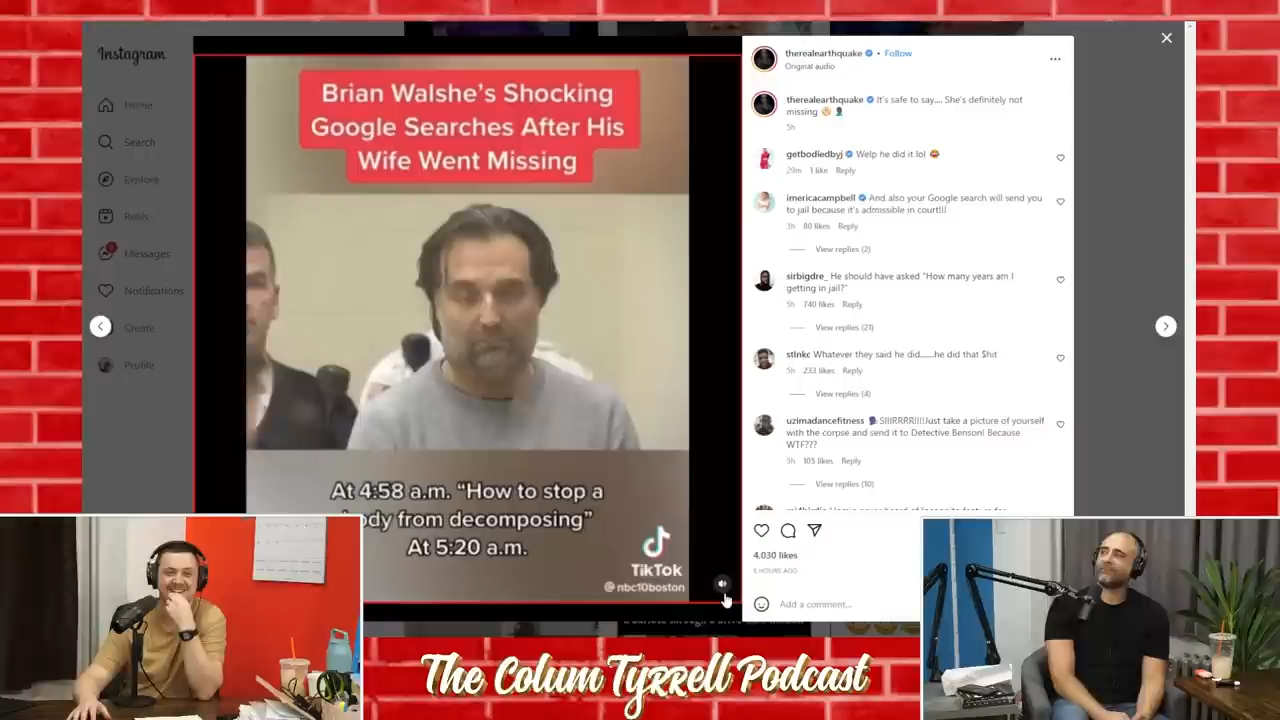 Instagram
Home
Search
Explore
Reels
Messages
Notifications
Create
Profile
Brian Walshe's Shocking
Google Searches After His
Wife Went Missing
At 4:58 a.m. "How to stop a
body from decomposing"
At 5:20 a.m.
TikTok
@nbc10boston
therealearthquake • Follow
Original audio
therealearthquake It's safe to say.... She's definitely not
missing
5h
getbodiedbyj Welp he did it lol
29m 1 like Reply
imericacampbell And also your Google search will send you
to jail because it's admissible in court!!!
3h 80 likes Reply
View replies (2)
sirbigdre_ He should have asked "How many years am I
getting in jail?"
5h 740 likes Reply
View replies (21)
stlnkc Whatever they said he did.......he did that $hit
5h 233 likes Reply
View replies (4)
uzimadancefitness SIIIRRRR!!!!Just take a picture of yourself
with the corpse and send it to Detective Benson! Because
WTF???
5h 105 likes Reply
View replies (10)
4,030 likes
5 HOURS AGO
Add a comment...
The Colum Tyrrell Podcast